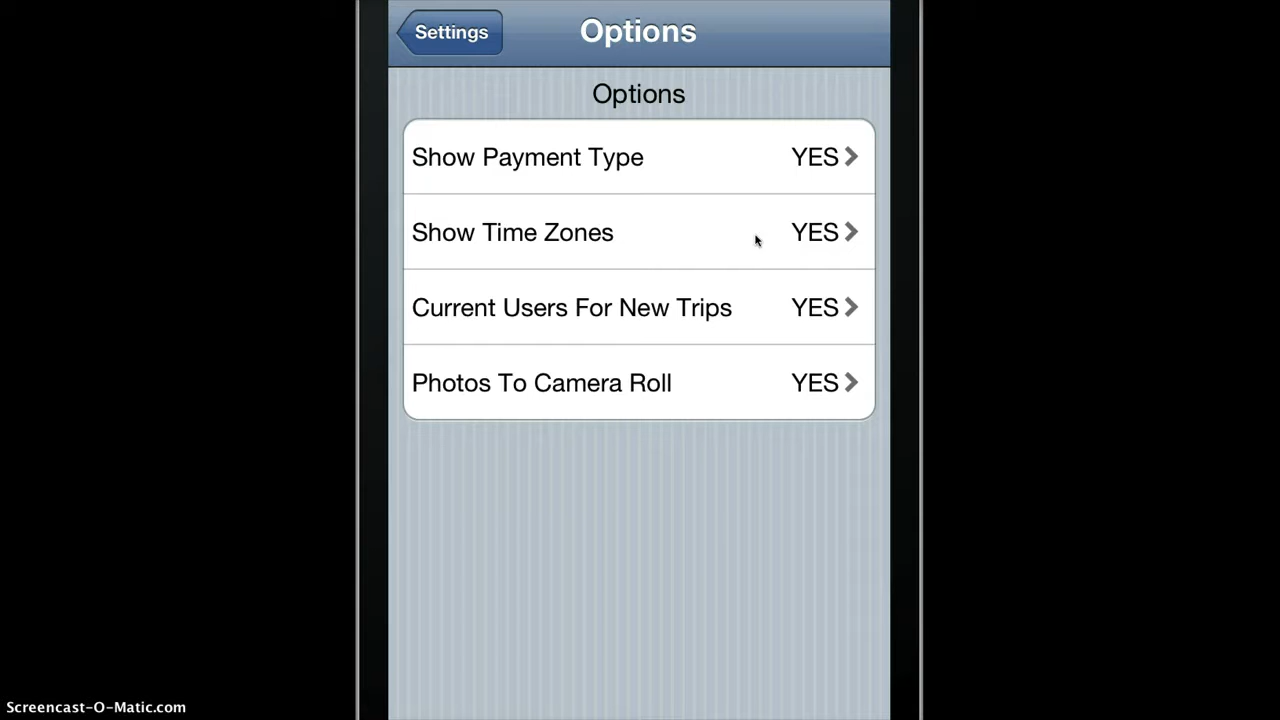 Settings
Options
Options
Show Payment Type YES
Show Time Zones YES
Current Users For New Trips YES
Photos To Camera Roll YES
Screencast-O-Matic.com